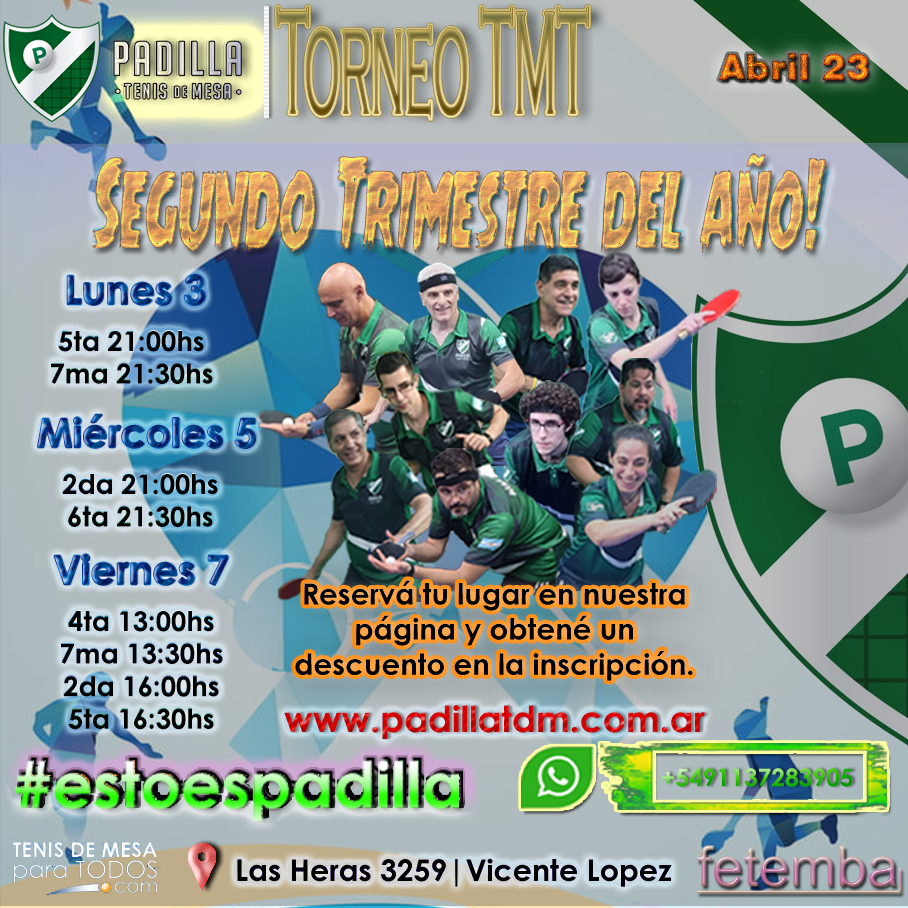 P
PADILLA
· TENIS DE MESA ·
TORNEO TMT
Abril 23
SEGUNDO TRIMESTRE DEL AÑO!
Lunes 3
5ta 21:00hs
7ma 21:30hs
Miércoles 5
2da 21:00hs
6ta 21:30hs
Viernes 7
4ta 13:00hs
7ma 13:30hs
2da 16:00hs
5ta 16:30hs
P
Reservá tu lugar en nuestra
página y obtené un
descuento en la inscripción.
www.padillatdm.com.ar
#estoespadilla
+5491137283905
TENIS DE MESA
para TODOS
.com
Las Heras 3259|Vicente Lopez
fetemba